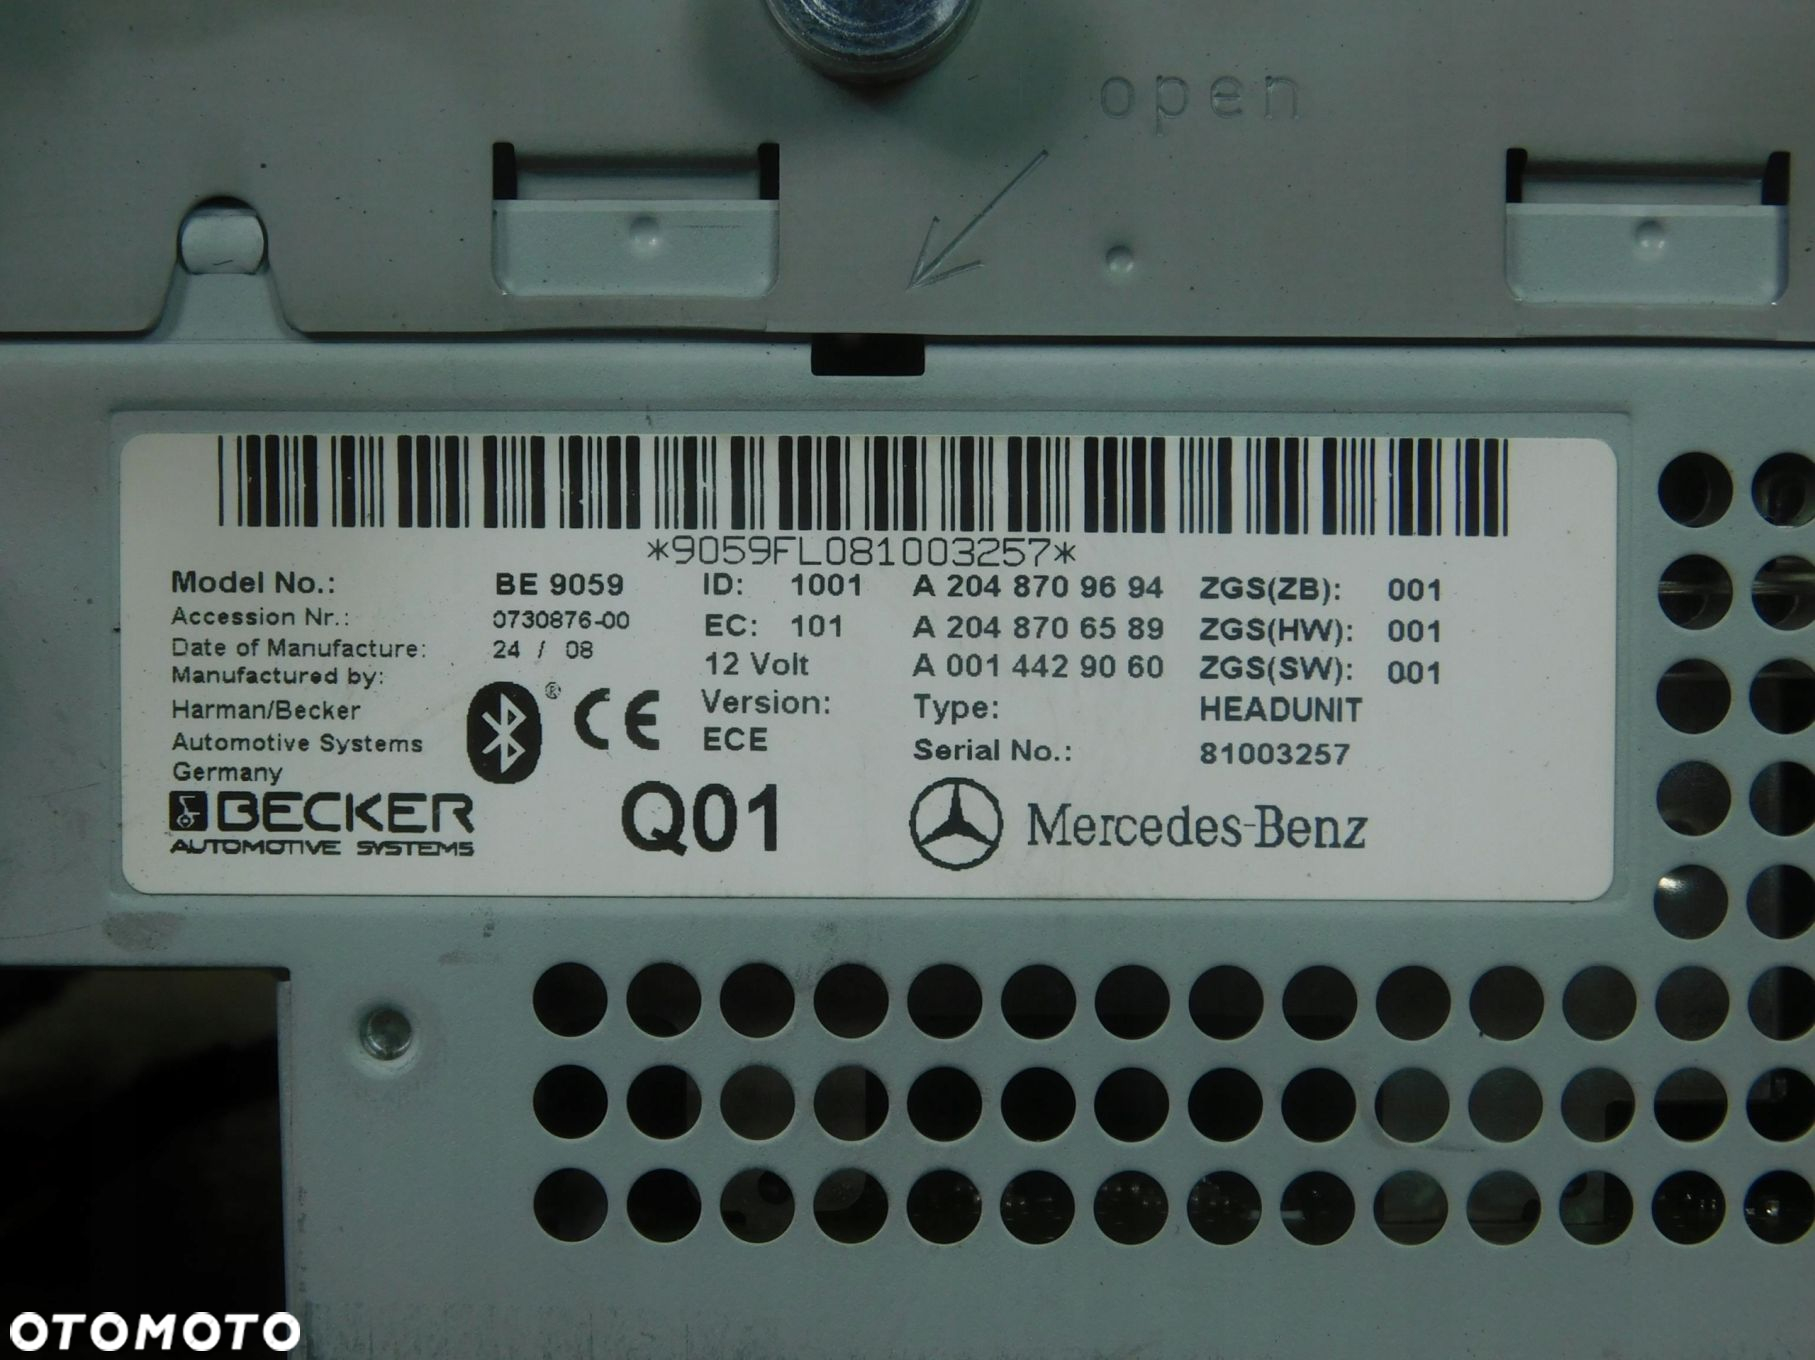 open
*9059FL081003257*
Model No.: BE 9059 ID: 1001 A 204 870 96 94 ZGS(ZB): 001
Accession Nr.: 0730876-00 EC: 101 A 204 870 65 89 ZGS(HW): 001
Date of Manufacture: 24 / 08 12 Volt A 001 442 90 60 ZGS(SW): 001
Manufactured by:
Harman/Becker ® CE Version: Type: HEADUNIT
Automotive Systems ECE Serial No.: 81003257
Germany
BECKER Q01 Mercedes-Benz
AUTOMOTIVE SYSTEMS
OTOMOTO